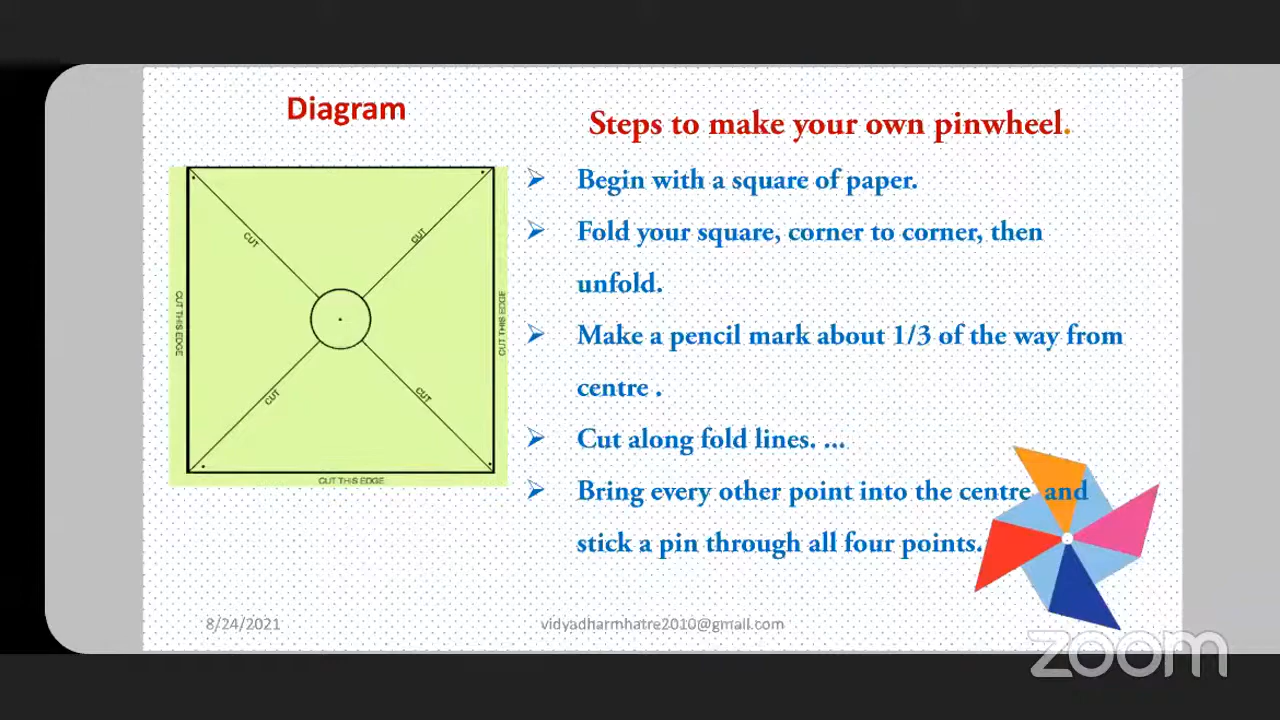 Diagram
Steps to make your own pinwheel.
CUT
CUT
CUT
CUT
CUT THIS EDGE
CUT THIS EDGE
CUT THIS EDGE
Begin with a square of paper.
Fold your square, corner to corner, then
unfold.
Make a pencil mark about 1/3 of the way from
centre .
Cut along fold lines. ...
Bring every other point into the centre and
stick a pin through all four points.
8/24/2021
vidyadharmhatre2010@gmail.com
zoom